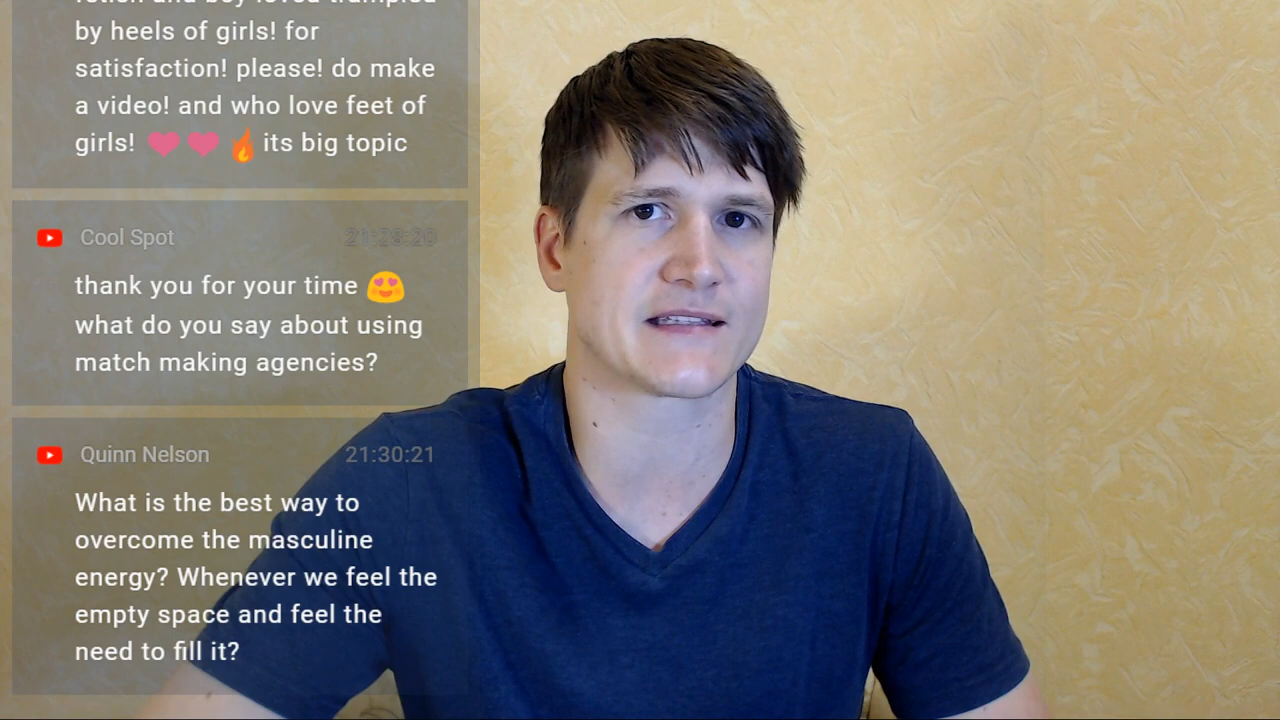 by heels of girls! for
satisfaction! please! do make
a video! and who love feet of
girls! 💗💗🔥its big topic
Cool Spot
thank you for your time 😍
what do you say about using
match making agencies?
Quinn Nelson 21:30:21
What is the best way to
overcome the masculine
energy? Whenever we feel the
empty space and feel the
need to fill it?